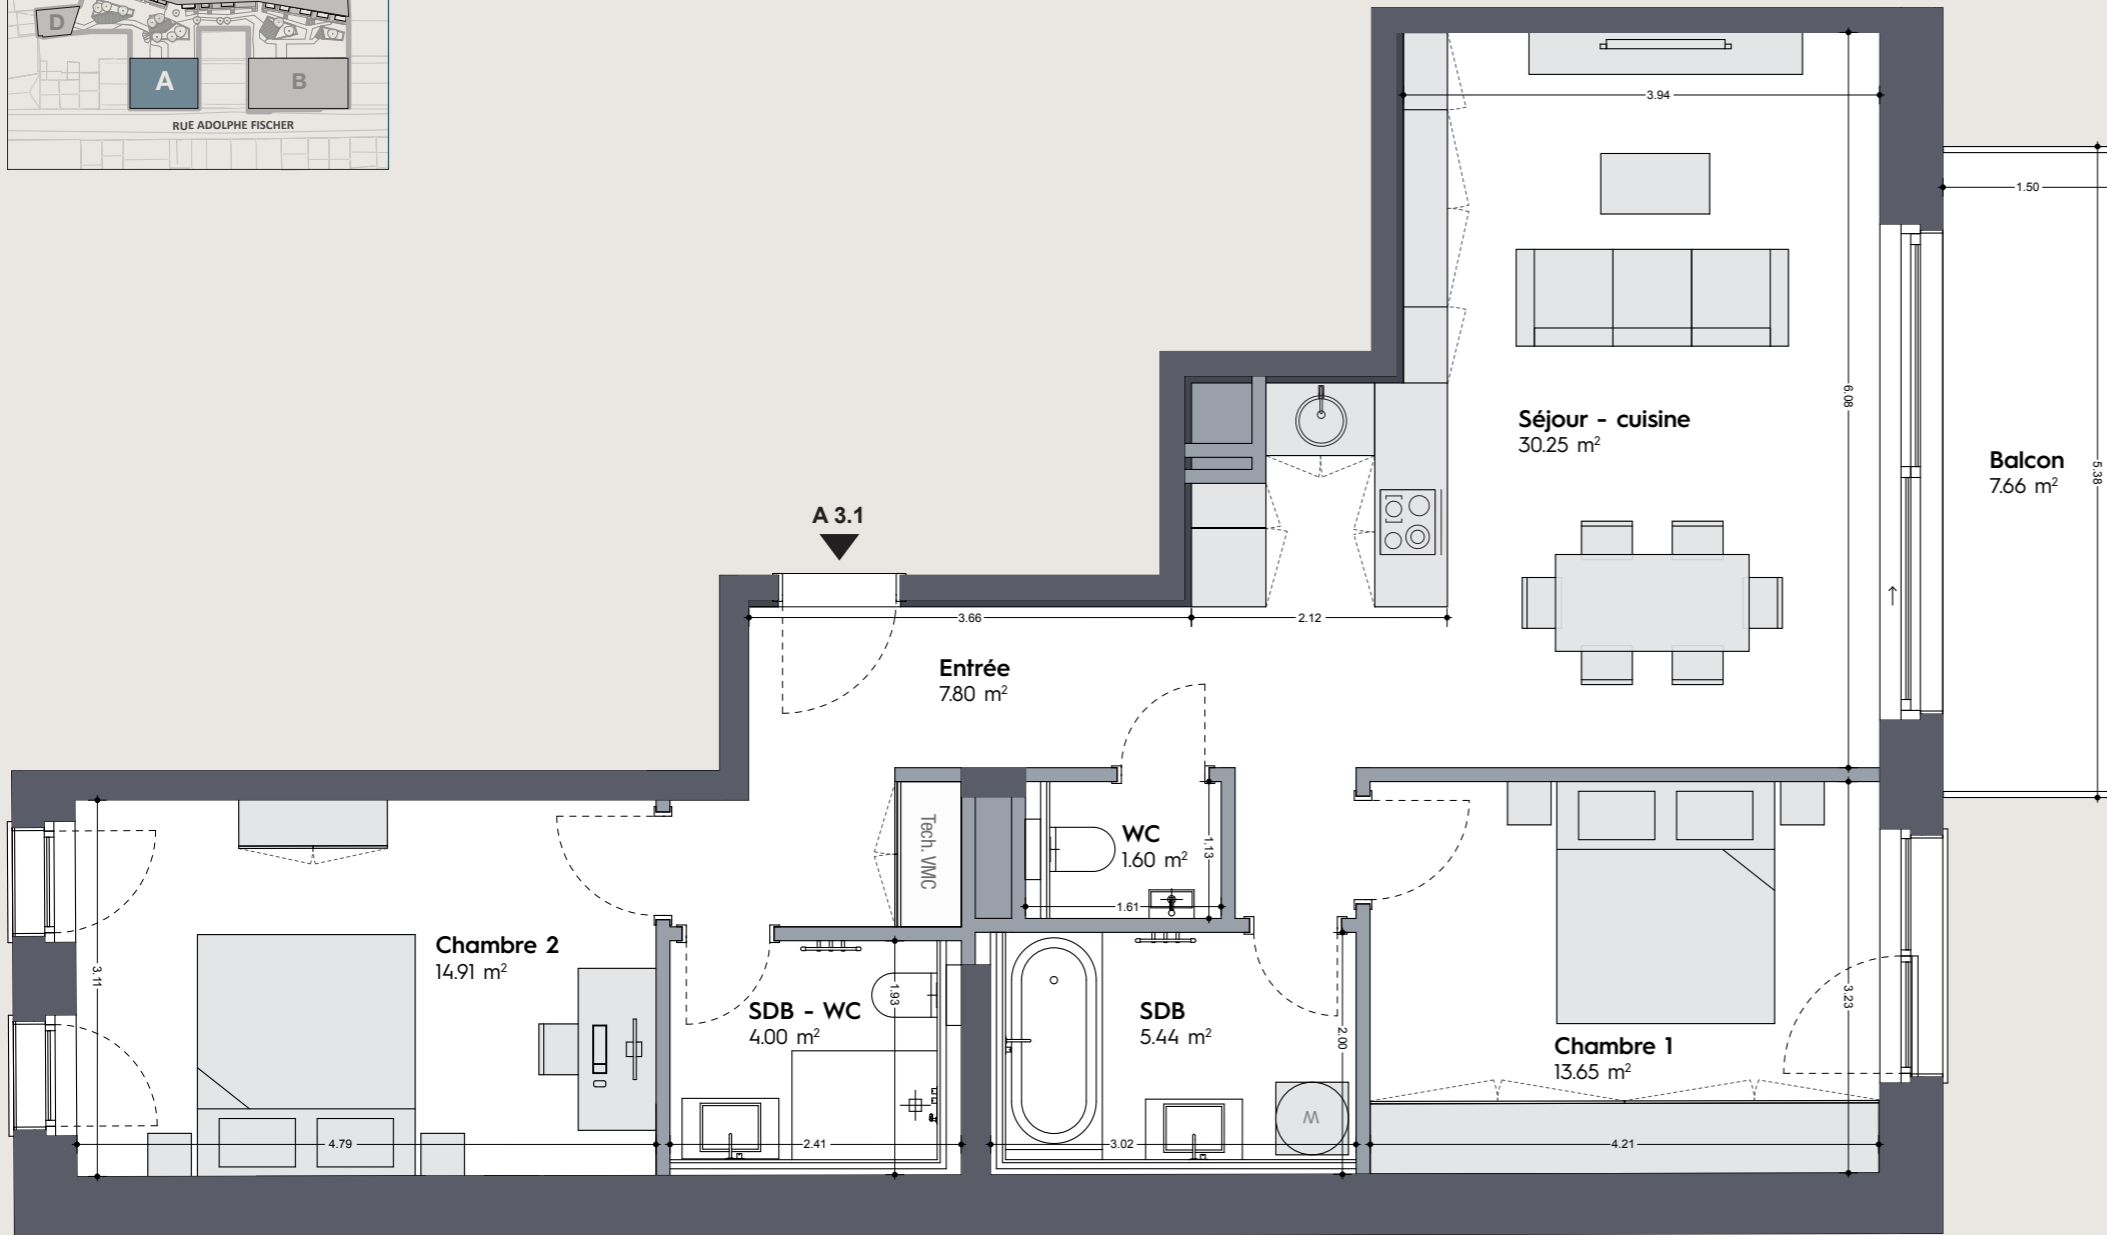 D
A
B
RUE ADOLPHE FISCHER
3.94
1.50
6.08
Séjour - cuisine
30.25 m²
Balcon
7.66 m²
5.38
A 3.1
3.66
2.12
Entrée
7.80 m²
Tech. VMC
WC
1.60 m²
1.13
1.61
3.11
Chambre 2
14.91 m²
1.93
SDB - WC
4.00 m²
SDB
5.44 m²
2.00
3.23
Chambre 1
13.65 m²
W
4.79
2.41
3.02
4.21